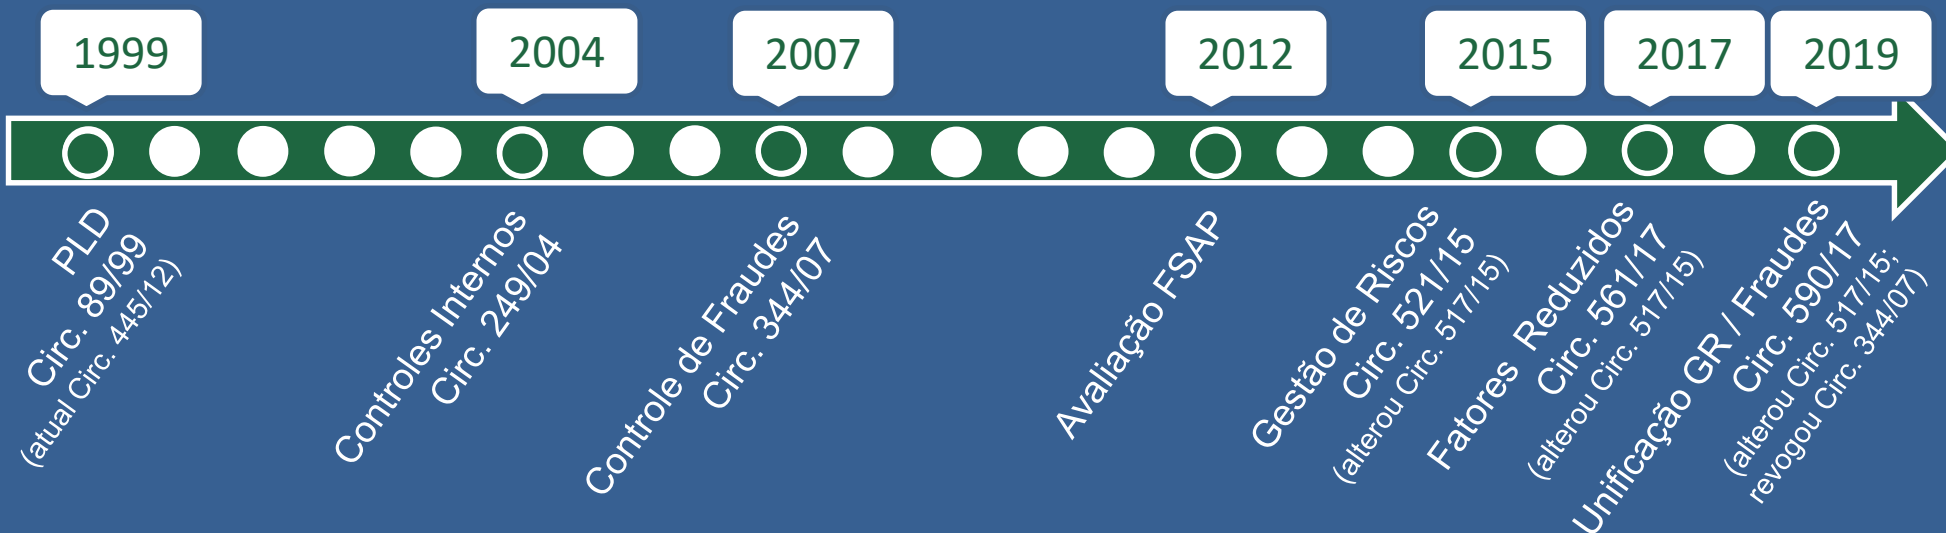 1999
2004
2007
2012
2015
2017
2019
PLD
Circ. 89/99
(atual Circ. 445/12)
Controles Internos
Circ. 249/04
Controle de Fraudes
Circ. 344/07
Avaliação FSAP
Gestão de Riscos
Circ. 521/15
(alterou Circ. 517/15)
Fatores Reduzidos
Circ. 561/17
(alterou Circ. 517/15)
Unificação GR / Fraudes
Circ. 590/17
(alterou Circ. 517/15;
revogou Circ. 344/07)